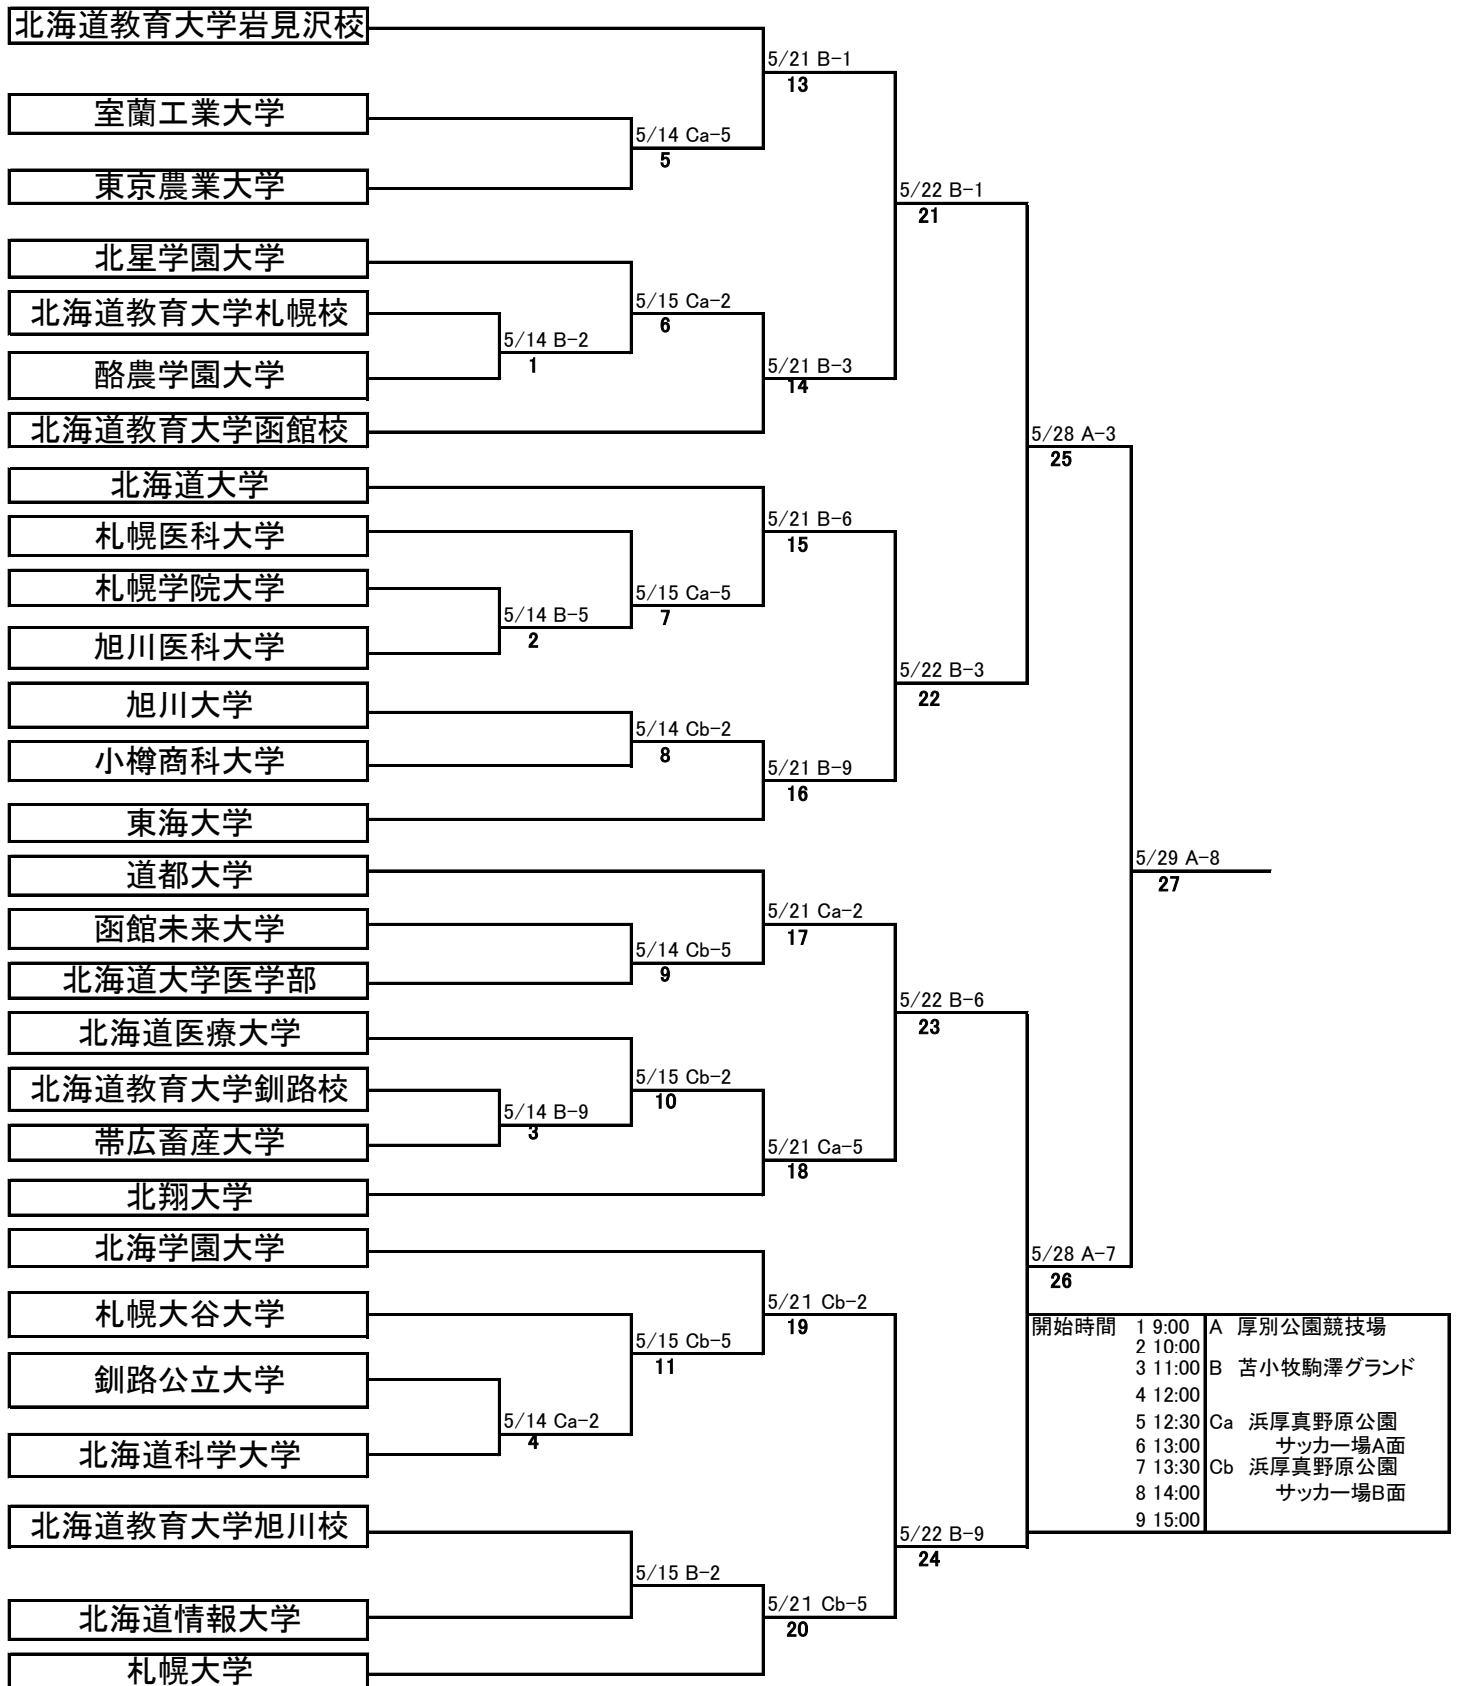 北海道教育大学岩見沢校
5/21 B-1
13
室蘭工業大学
5/14 Ca-5
5
東京農業大学
5/22 B-1
21
北星学園大学
5/15 Ca-2
6
北海道教育大学札幌校
5/14 B-2
1
酪農学園大学
5/21 B-3
14
北海道教育大学函館校
5/28 A-3
25
北海道大学
5/21 B-6
15
札幌医科大学
札幌学院大学
5/15 Ca-5
7
5/14 B-5
2
旭川医科大学
5/22 B-3
22
旭川大学
5/14 Cb-2
8
小樽商科大学
5/21 B-9
16
東海大学
5/29 A-8
27
道都大学
5/21 Ca-2
17
函館未来大学
5/14 Cb-5
9
北海道大学医学部
5/22 B-6
23
北海道医療大学
5/15 Cb-2
10
北海道教育大学釧路校
5/14 B-9
3
帯広畜産大学
5/21 Ca-5
18
北翔大学
北海学園大学
5/28 A-7
26
札幌大谷大学
5/21 Cb-2
19
5/15 Cb-5
11
釧路公立大学
5/14 Ca-2
4
北海道科学大学
開始時間 1 9:00 A 厚別公園競技場
2 10:00
3 11:00 B 苫小牧駒澤グランド
4 12:00
5 12:30 Ca 浜厚真野原公園
6 13:00 サッカー場A面
7 13:30 Cb 浜厚真野原公園
8 14:00 サッカー場B面
9 15:00
北海道教育大学旭川校
5/22 B-9
24
5/15 B-2
北海道情報大学
5/21 Cb-5
20
札幌大学